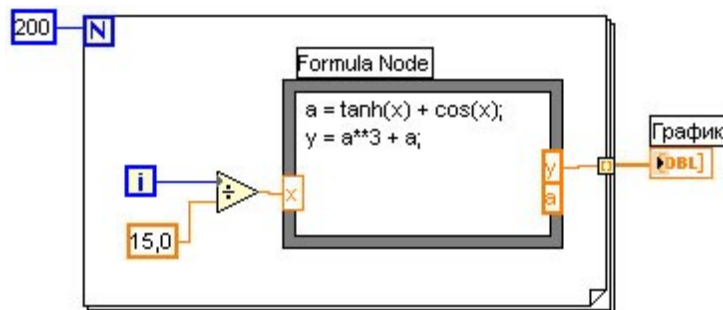 200
N
Formula Node
a = tanh(x) + cos(x);
y = a**3 + a;
График
y
DBL
i
÷
x
a
15,0